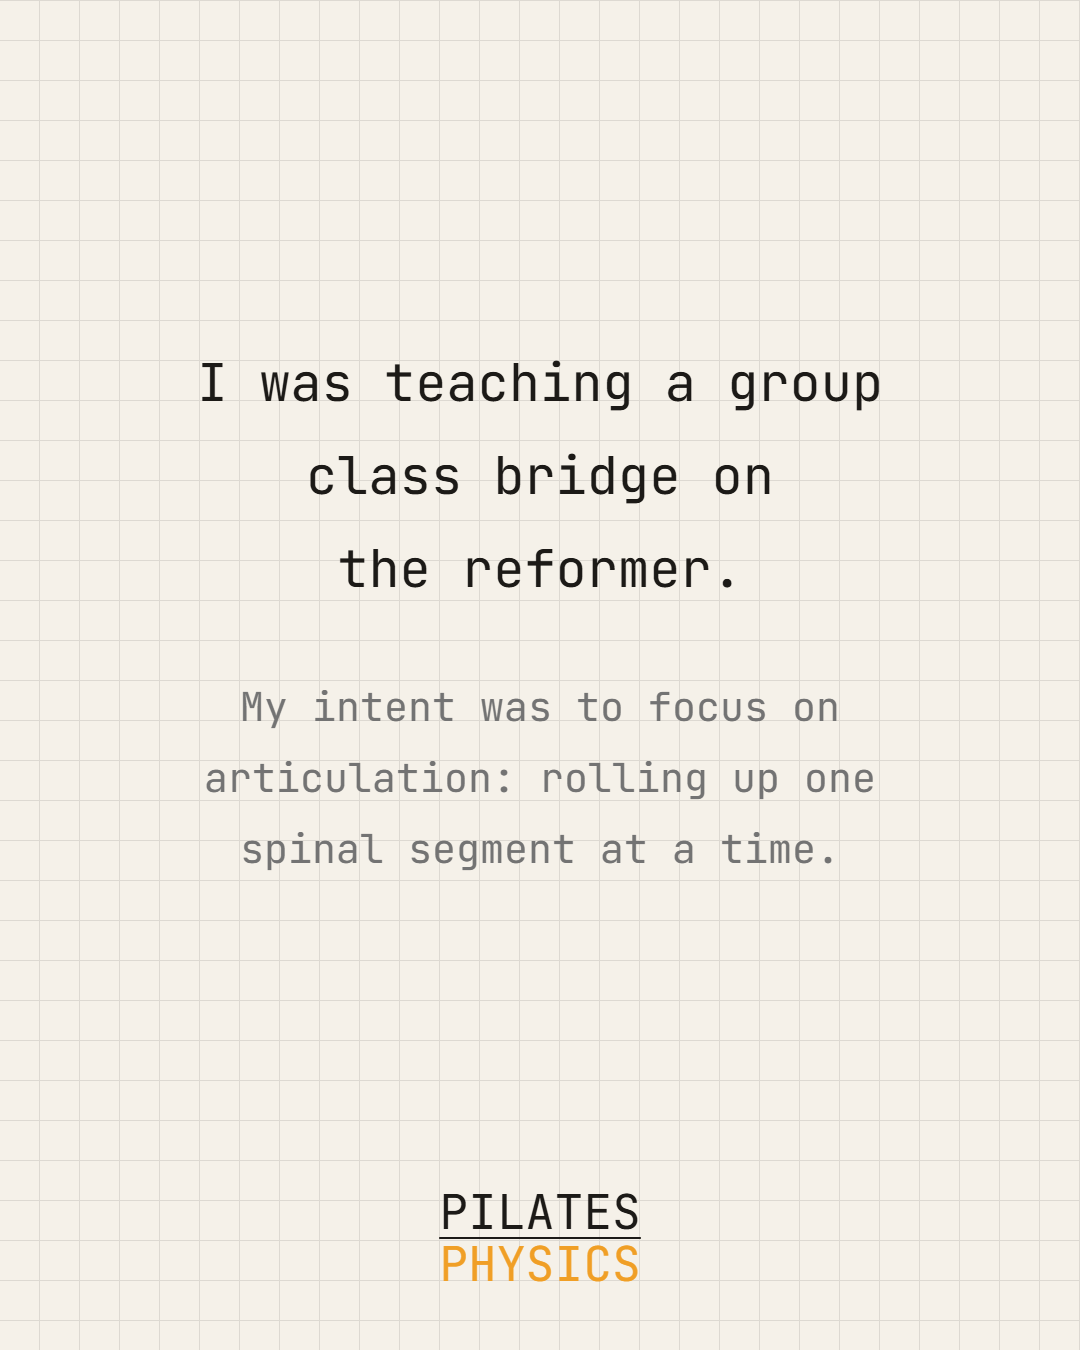 I was teaching a group
class bridge on
the reformer.
My intent was to focus on
articulation: rolling up one
spinal segment at a time.
PILATES
PHYSICS